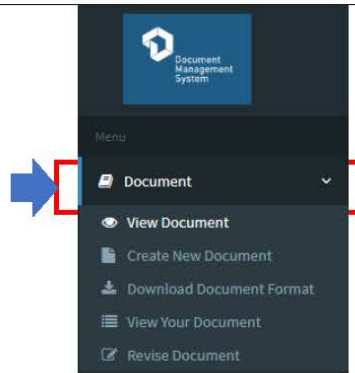 Document
Management
System
Menu
Document
View Document
Create New Document
Download Document Format
View Your Document
Revise Document